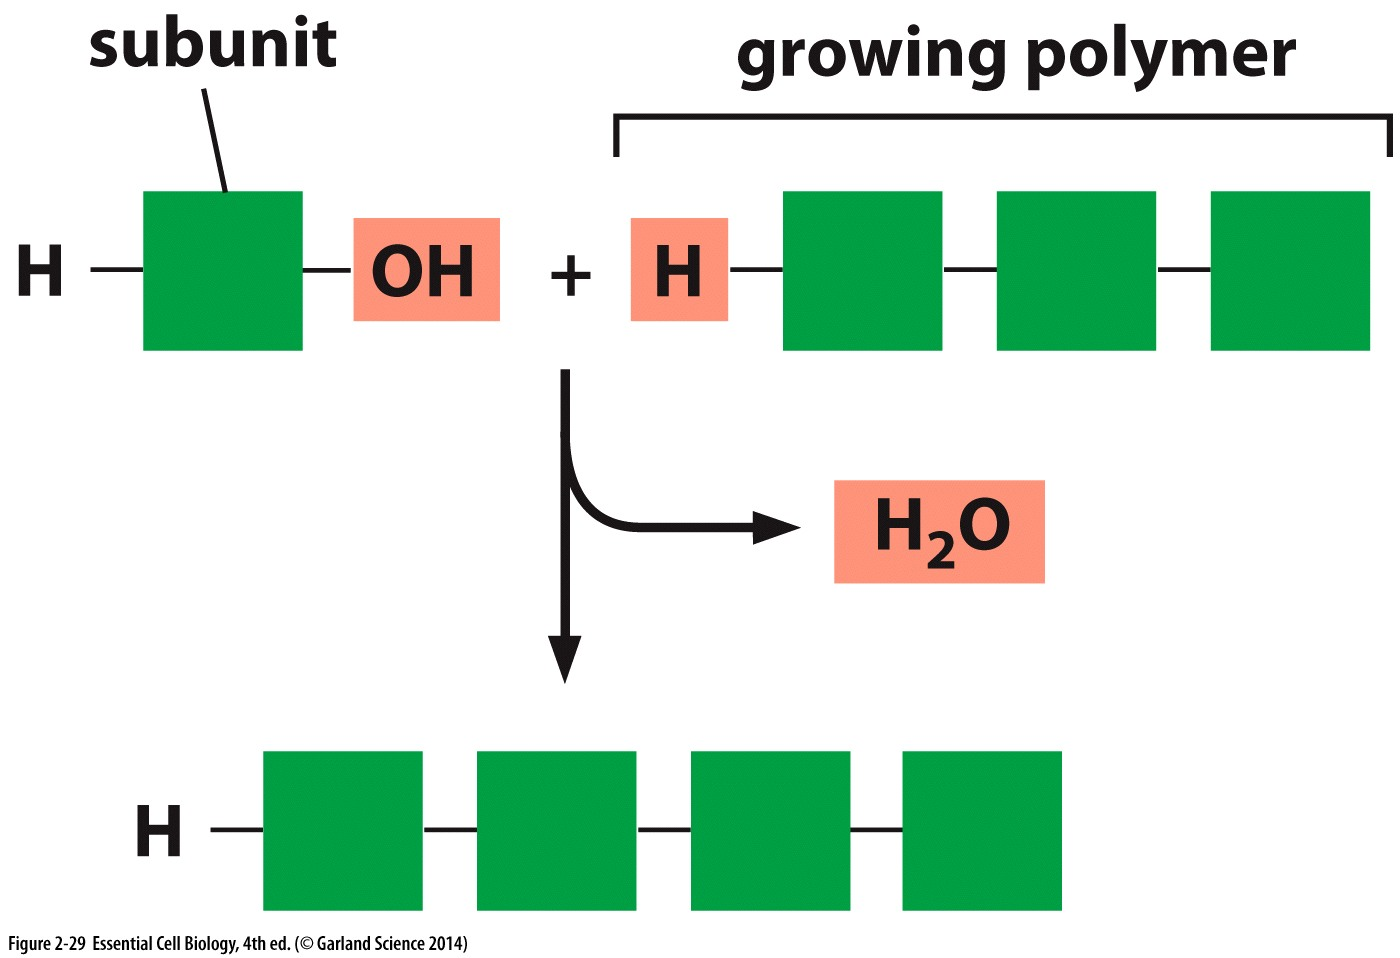 subunit
growing polymer
H
OH
+
H
H₂O
H
Figure 2-29 Essential Cell Biology, 4th ed. (© Garland Science 2014)